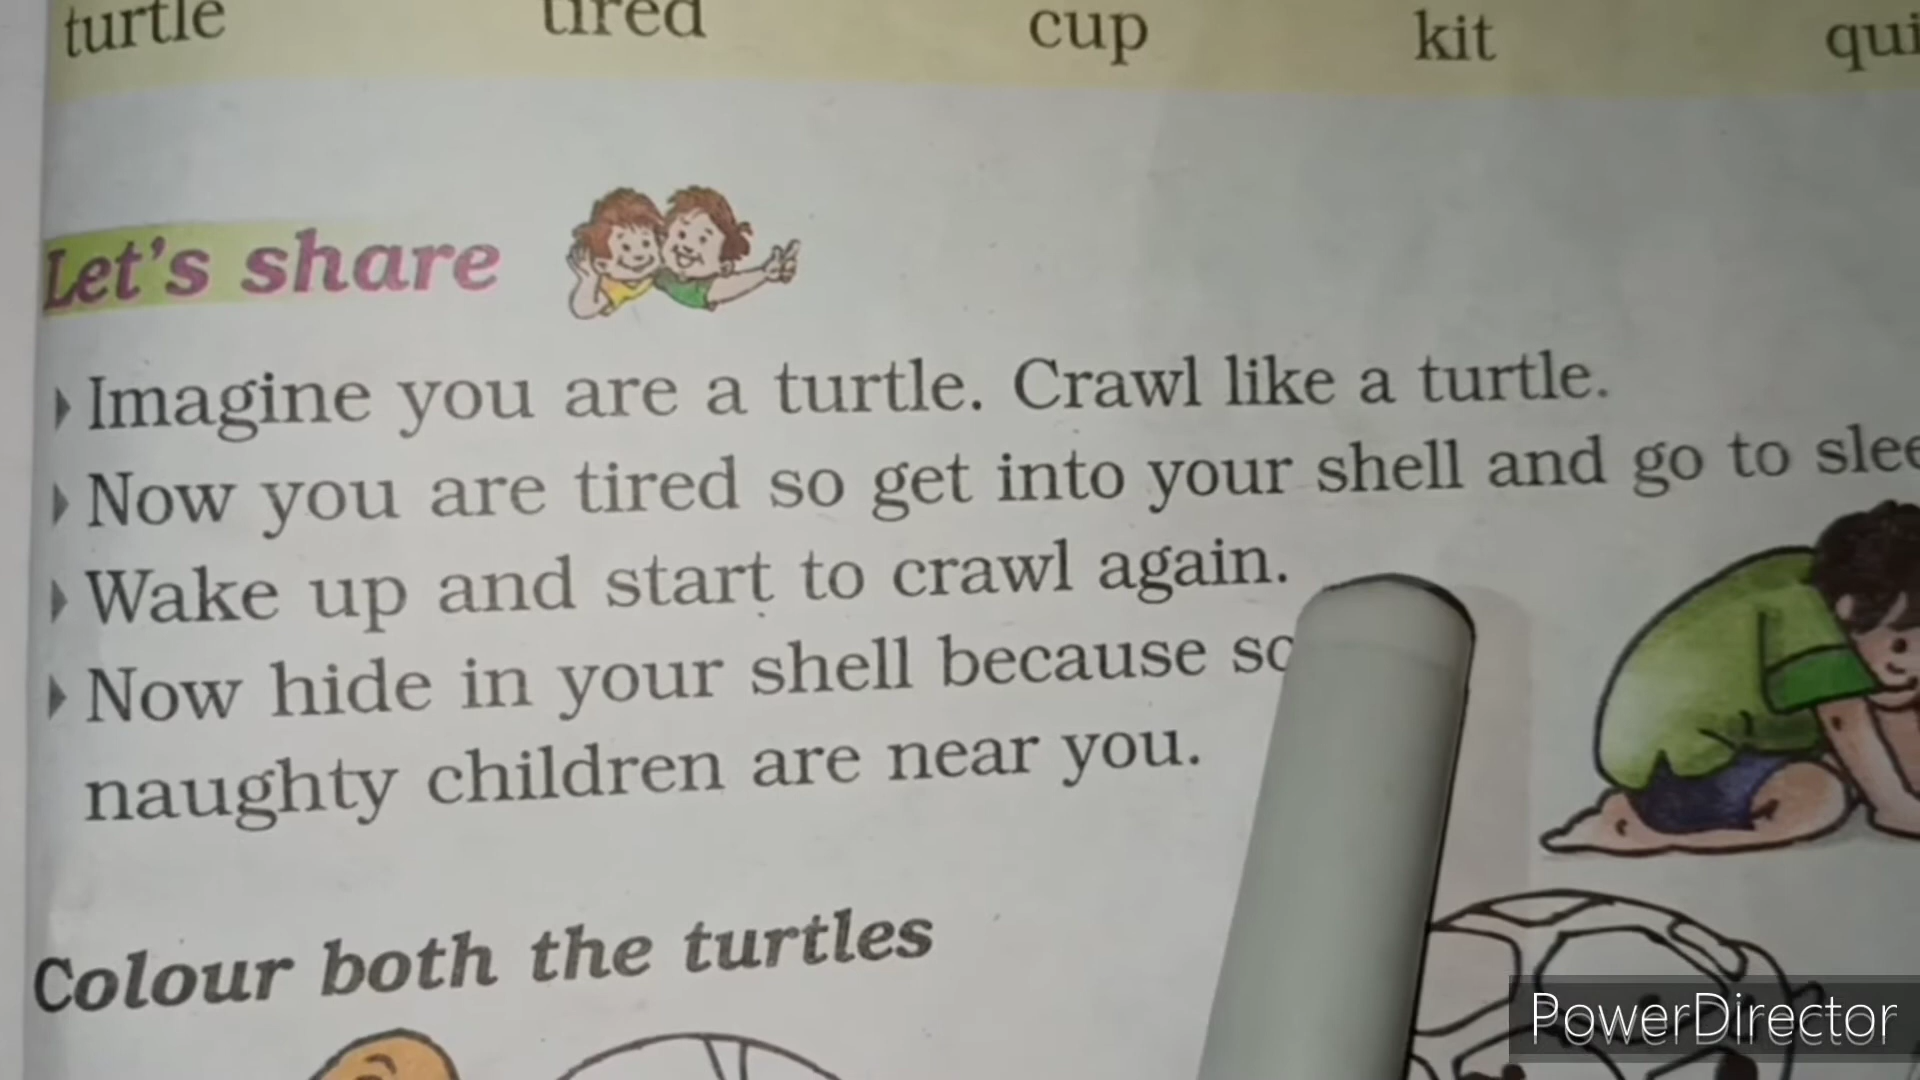 turtle tired cup kit
Let's share
Imagine you are a turtle. Crawl like a turtle.
Now you are tired so get into your shell and go to
Wake up and start to crawl again.
Now hide in your shell because
naughty children are near you.
Colour both the turtles
PowerDirector